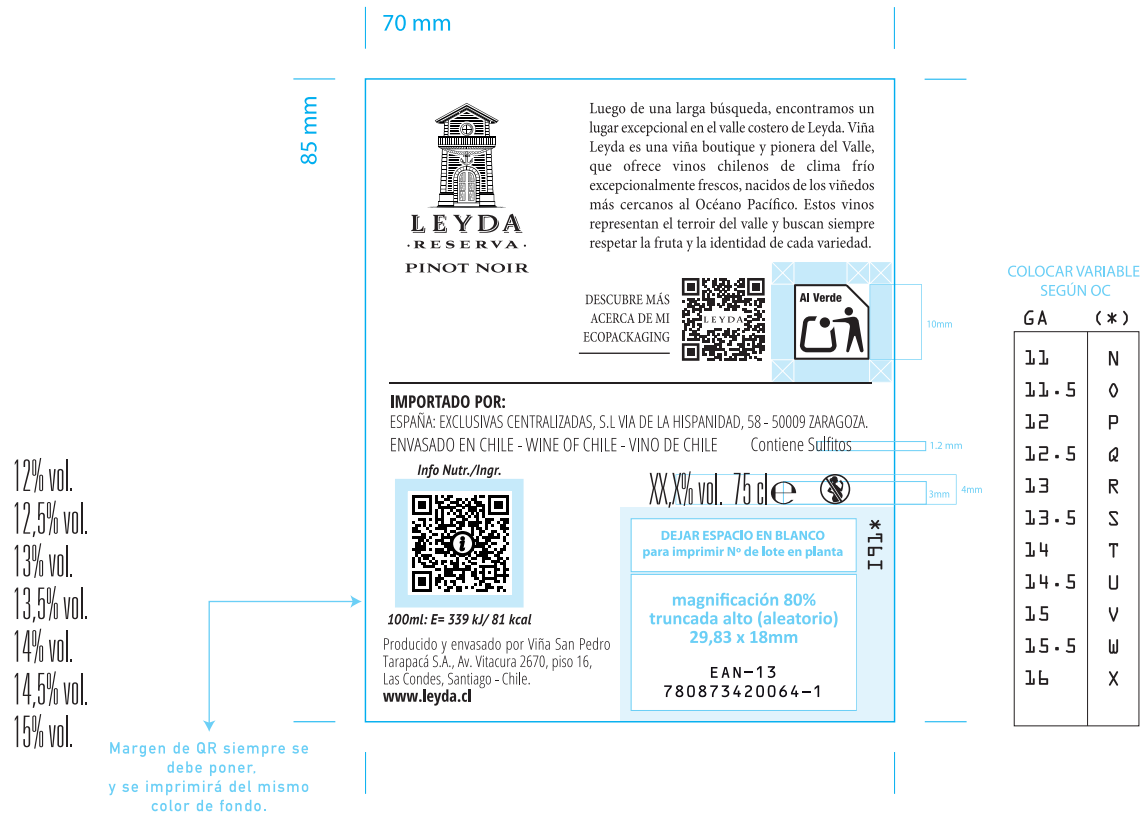 70 mm
85 mm
LEYDA
·RESERVA·
PINOT NOIR
Luego de una larga búsqueda, encontramos un
lugar excepcional en el valle costero de Leyda. Viña
Leyda es una viña boutique y pionera del Valle,
que ofrece vinos chilenos de clima frío
excepcionalmente frescos, nacidos de los viñedos
más cercanos al Océano Pacífico. Estos vinos
representan el terroir del valle y buscan siempre
respetar la fruta y la identidad de cada variedad.
DESCUBRE MÁS
ACERCA DE MI
ECOPACKAGING
LEYDA
Al Verde
10mm
IMPORTADO POR:
ESPAÑA: EXCLUSIVAS CENTRALIZADAS, S.L VIA DE LA HISPANIDAD, 58 - 50009 ZARAGOZA.
ENVASADO EN CHILE - WINE OF CHILE - VINO DE CHILE Contiene Sulfitos
1.2 mm
Info Nutr./Ingr.
i
100ml: E= 339 kJ/ 81 kcal
Producido y envasado por Viña San Pedro
Tarapacá S.A., Av. Vitacura 2670, piso 16,
Las Condes, Santiago - Chile.
www.leyda.cl
XX,X% vol. 75 cl e
3mm
4mm
DEJAR ESPACIO EN BLANCO
para imprimir Nº de lote en planta
I9L*
magnificación 80%
truncada alto (aleatorio)
29,83 x 18mm
EAN-13
780873420064-1
12% vol.
12,5% vol.
13% vol.
13,5% vol.
14% vol.
14,5% vol.
15% vol.
Margen de QR siempre se
debe poner,
y se imprimirá del mismo
color de fondo.
COLOCAR VARIABLE
SEGÚN OC
GA (*)
11 N
11.5 O
12 P
12.5 Q
13 R
13.5 S
14 T
14.5 U
15 V
15.5 W
16 X